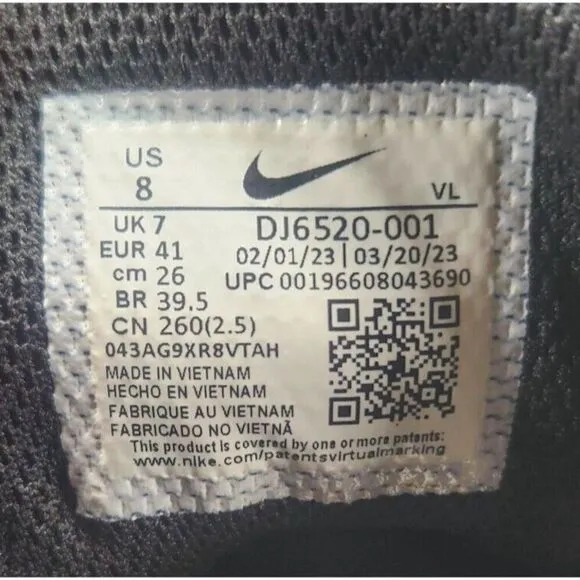 US
8
VL
UK 7
EUR 41
cm 26
BR 39.5
CN 260(2.5)
DJ6520-001
02/01/23 | 03/20/23
UPC 00196608043690
043AG9XR8VTAH
MADE IN VIETNAM
HECHO EN VIETNAM
FABRIQUE AU VIETNAM
FABRICADO NO VIETNÃ
This product is covered by one or more patents:
www.nike.com/patentsvirtualmarking